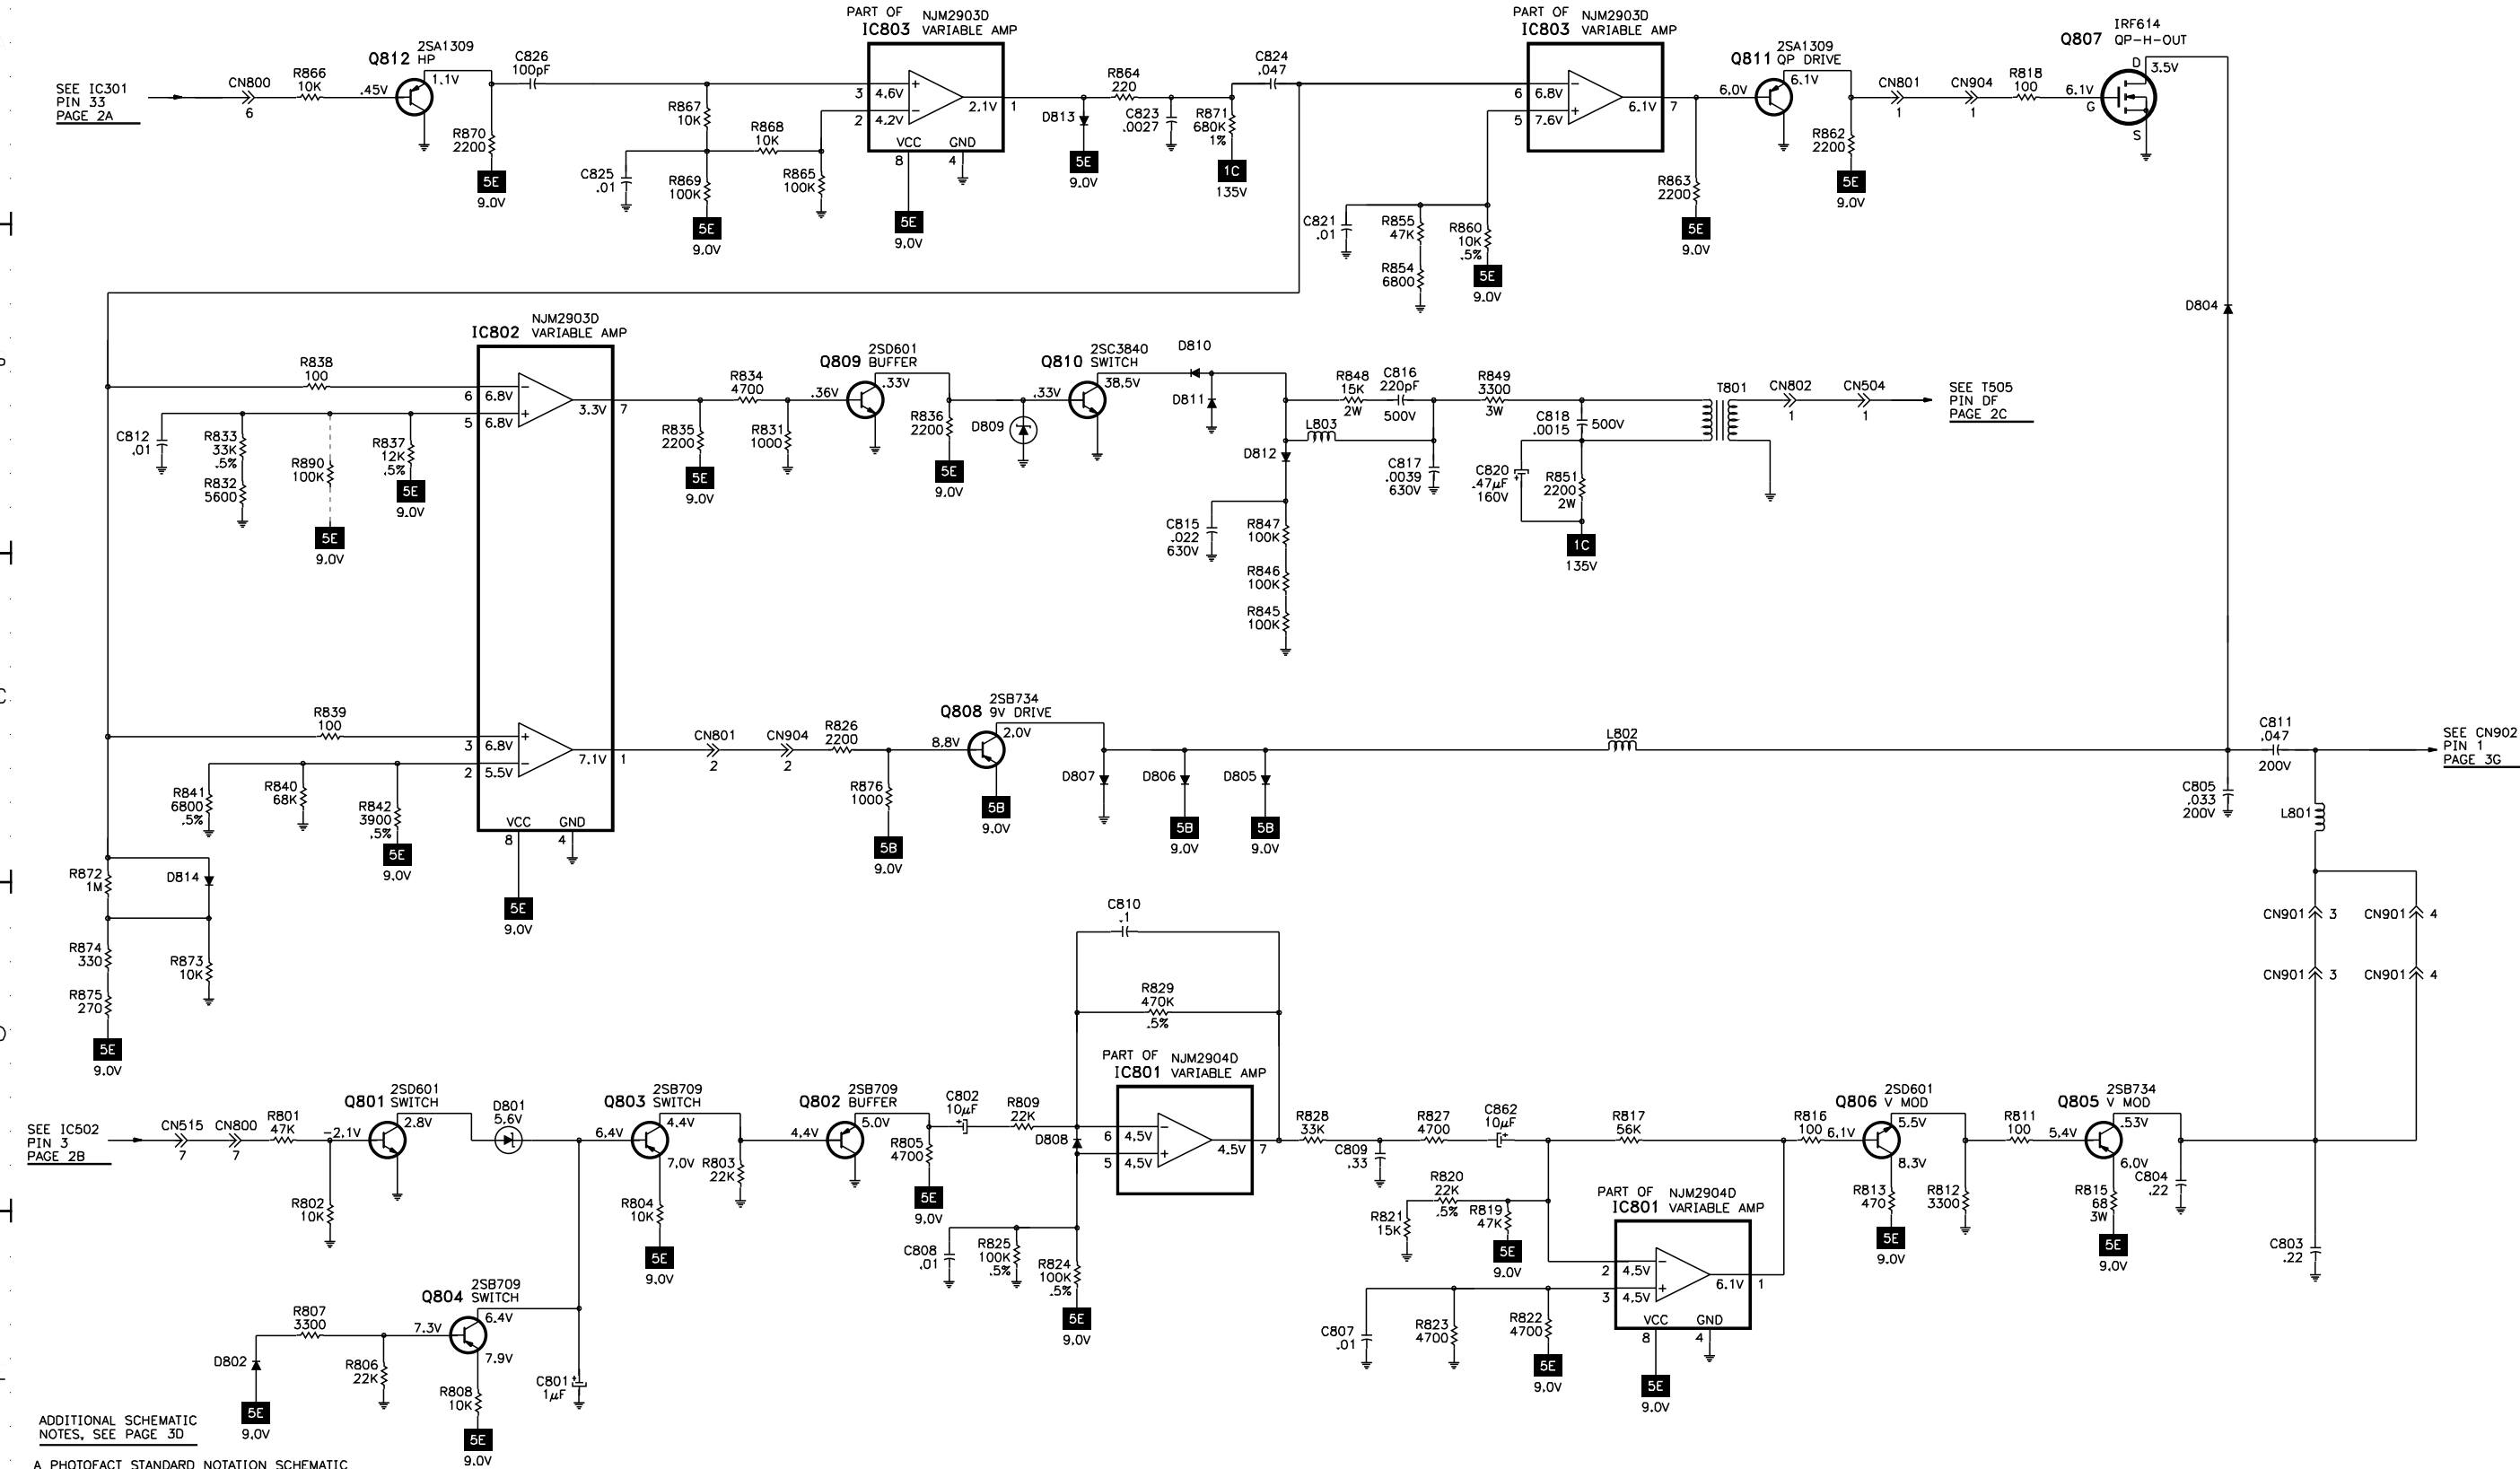 SEE IC301
PIN 33
PAGE 2A
CN800
6
R866
10K
.45V
Q812
2SA1309
HP
1.1V
R870
2200
5E
9.0V
C826
100pF
R867
10K
C825
.01
R869
100K
5E
9.0V
R868
10K
R865
100K
PART OF
IC803
NJM2903D
VARIABLE AMP
3
4.6V
+
2
4.2V
−
2.1V
1
VCC
GND
8
4
5E
9.0V
D813
5E
9.0V
R864
220
C823
.0027
R871
680K
1%
1C
135V
C824
.047
PART OF
IC803
NJM2903D
VARIABLE AMP
6
6.8V
−
5
7.6V
+
6.1V
7
C821
.01
R855
47K
R854
6800
R860
10K
.5%
5E
9.0V
R863
2200
5E
9.0V
6.0V
Q811
2SA1309
QP DRIVE
6.1V
R862
2200
5E
9.0V
CN801
1
CN904
1
R818
100
6.1V
G
Q807
IRF614
QP-H-OUT
D
3.5V
S
D804
IC802
NJM2903D
VARIABLE AMP
R838
100
6
6.8V
−
5
6.8V
+
3.3V
7
C812
.01
R833
33K
.5%
R832
5600
R890
100K
5E
9.0V
R837
12K
.5%
5E
9.0V
R835
2200
5E
9.0V
R834
4700
R831
1000
.36V
Q809
2SD601
BUFFER
.33V
R836
2200
5E
9.0V
D809
.33V
Q810
2SC3840
SWITCH
38.5V
D810
D811
D812
C815
.022
630V
R847
100K
R846
100K
R845
100K
R848
15K
2W
C816
220pF
500V
L803
C817
.0039
630V
R849
3300
3W
C818
.0015
500V
C820
.47µF
160V
+
R851
2200
2W
1C
135V
T801
CN802
1
CN504
1
SEE T505
PIN DF
PAGE 2C
R839
100
3
6.8V
+
2
5.5V
−
7.1V
1
R841
6800
.5%
R840
68K
R842
3900
.5%
5E
9.0V
VCC
GND
8
4
5E
9.0V
CN801
2
CN904
2
R826
2200
R876
1000
5B
9.0V
8.8V
Q808
2SB734
9V DRIVE
2.0V
5B
9.0V
D807
D806
5B
9.0V
D805
5B
9.0V
L802
C811
.047
200V
C805
.033
200V
L801
SEE CN902
PIN 1
PAGE 3G
CN901
3
CN901
4
CN901
3
CN901
4
R872
1M
D814
R874
330
R873
10K
R875
270
5E
9.0V
SEE IC502
PIN 3
PAGE 2B
CN515
7
CN800
7
R801
47K
−2.1V
R802
10K
Q801
2SD601
SWITCH
2.8V
D801
5.6V
6.4V
Q803
2SB709
SWITCH
4.4V
7.0V
R804
10K
5E
9.0V
R803
22K
4.4V
Q802
2SB709
BUFFER
5.0V
R805
4700
5E
9.0V
C802
10µF
+
R809
22K
D808
C810
.1
R829
470K
.5%
PART OF
IC801
NJM2904D
VARIABLE AMP
6
4.5V
−
5
4.5V
+
4.5V
7
C808
.01
R825
100K
.5%
R824
100K
.5%
5E
9.0V
R828
33K
C809
.33
R827
4700
C862
10µF
+
R817
56K
R820
22K
.5%
R821
15K
R819
47K
5E
9.0V
PART OF
IC801
NJM2904D
VARIABLE AMP
2
4.5V
−
3
4.5V
+
6.1V
1
VCC
GND
8
4
5E
9.0V
C807
.01
R823
4700
R822
4700
5E
9.0V
R816
100
6.1V
Q806
2SD601
V MOD
5.5V
8.3V
R813
470
5E
9.0V
R812
3300
R811
100
5.4V
Q805
2SB734
V MOD
.53V
6.0V
R815
68
3W
5E
9.0V
C804
.22
C803
.22
Q804
2SB709
SWITCH
R807
3300
7.3V
6.4V
7.9V
D802
5E
9.0V
R806
22K
R808
10K
5E
9.0V
C801
1µF
+
ADDITIONAL SCHEMATIC
NOTES, SEE PAGE 3D
A PHOTOFACT STANDARD NOTATION SCHEMATIC